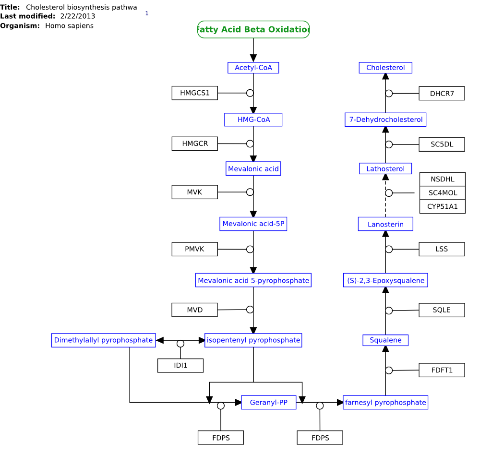 Title: Cholesterol biosynthesis pathwa
Last modified: 2/22/2013
1
Organism: Homo sapiens
Fatty Acid Beta Oxidation
Acetyl-CoA
Cholesterol
HMGCS1
DHCR7
HMG-CoA
7-Dehydrocholesterol
HMGCR
SC5DL
Mevalonic acid
Lathosterol
NSDHL
MVK
SC4MOL
CYP51A1
Mevalonic acid-5P
Lanosterin
PMVK
LSS
Mevalonic acid 5-pyrophosphate
(S) 2,3-Epoxysqualene
MVD
SQLE
Dimethylallyl pyrophosphate
isopentenyl pyrophosphate
Squalene
IDI1
FDFT1
Geranyl-PP
farnesyl pyrophosphate
FDPS
FDPS